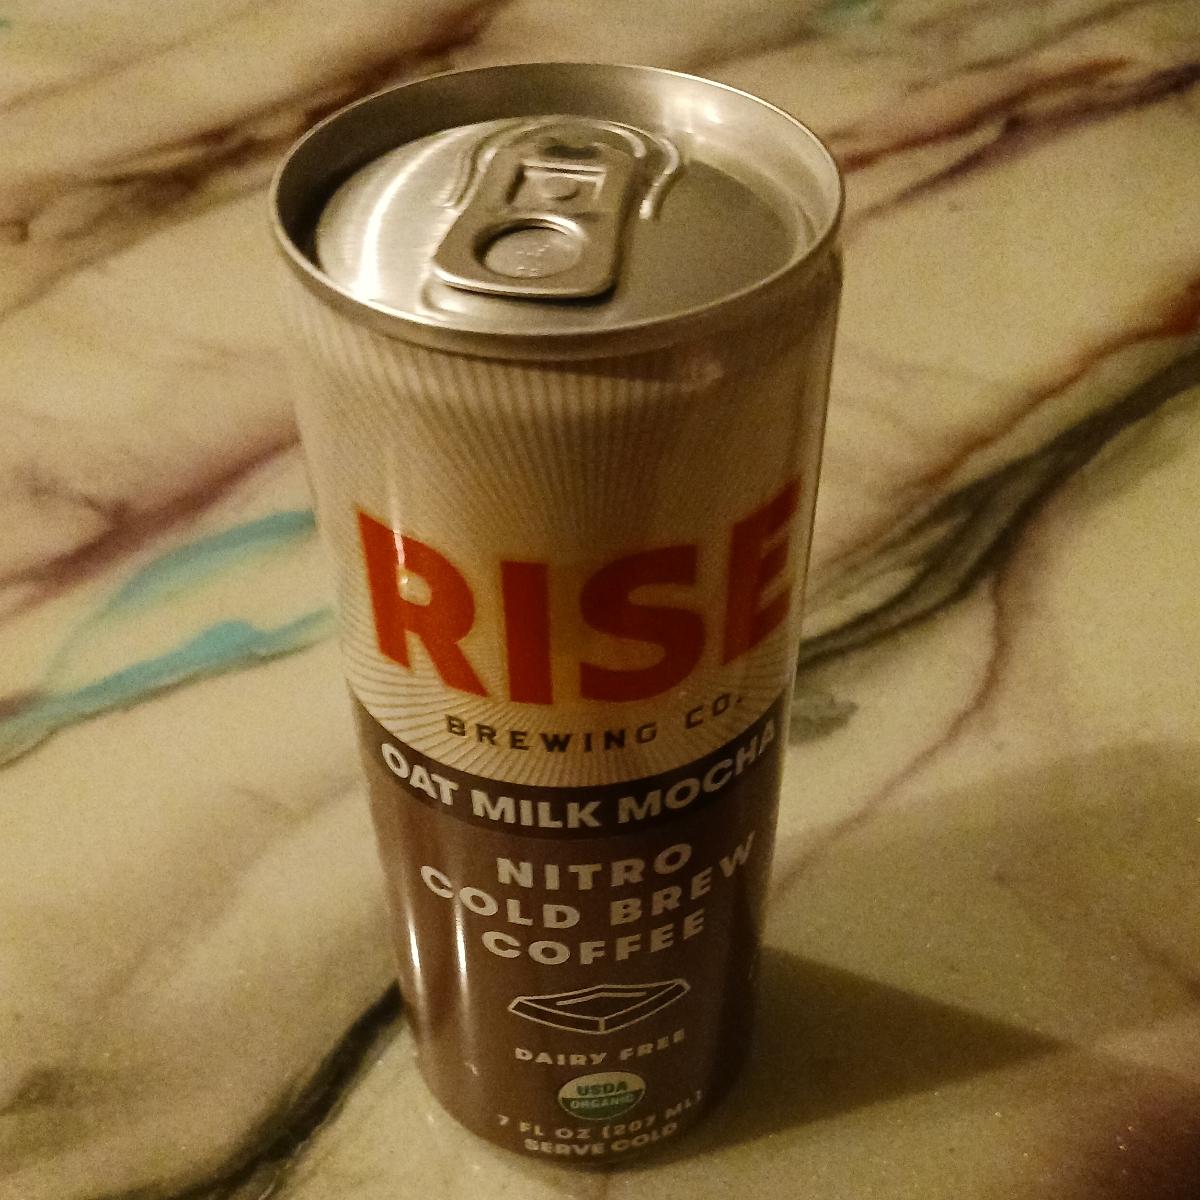 RISE
BREWING CO.
OAT MILK MOCHA
NITRO
COLD BREW
COFFEE
DAIRY FREE
USDA
ORGANIC
7 FL OZ (207 ML)
SERVE COLD